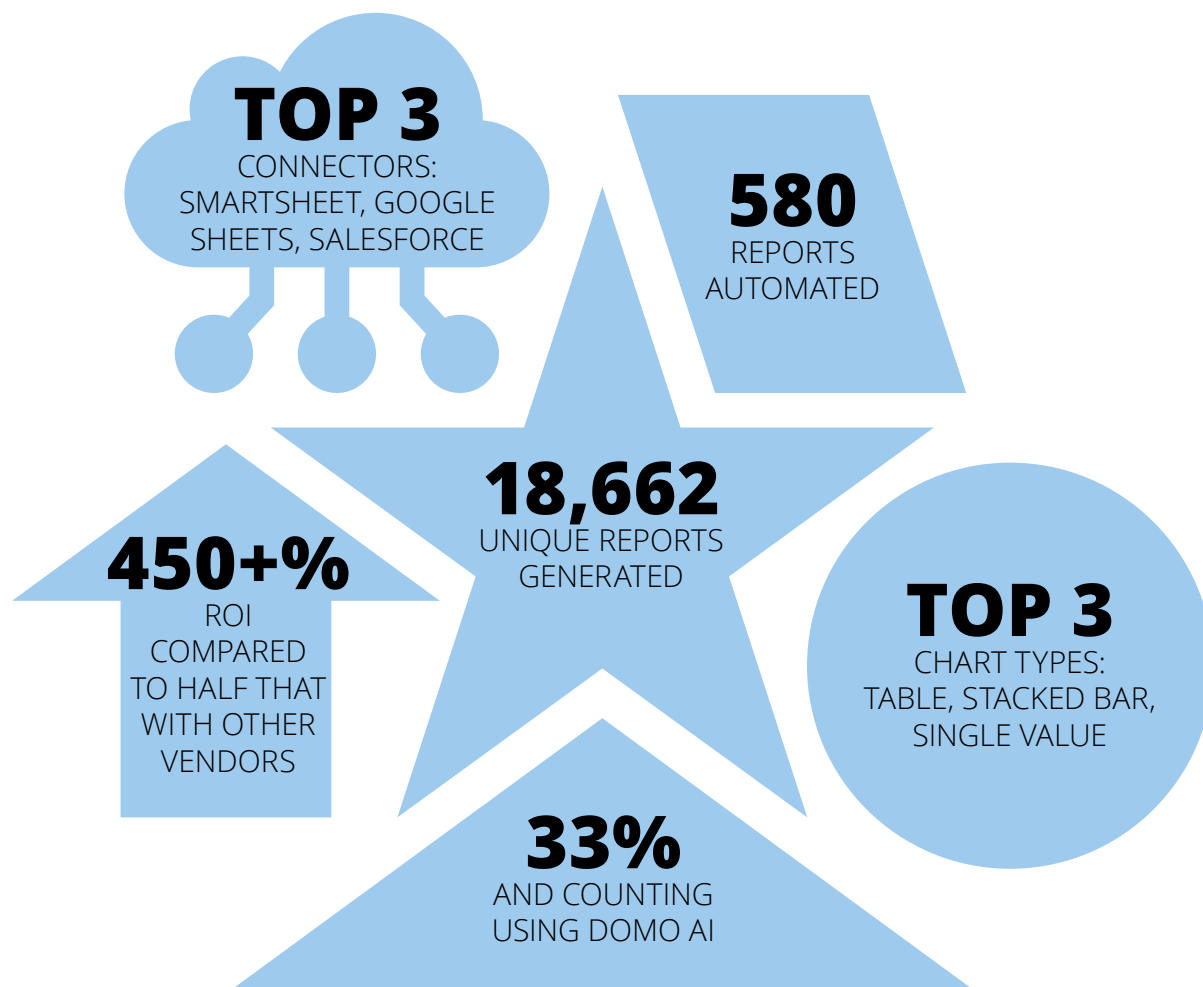 TOP 3
CONNECTORS:
SMARTSHEET, GOOGLE
SHEETS, SALESFORCE
580
REPORTS
AUTOMATED
18,662
UNIQUE REPORTS
GENERATED
450+%
ROI
COMPARED
TO HALF THAT
WITH OTHER
VENDORS
TOP 3
CHART TYPES:
TABLE, STACKED BAR,
SINGLE VALUE
33%
AND COUNTING
USING DOMO AI